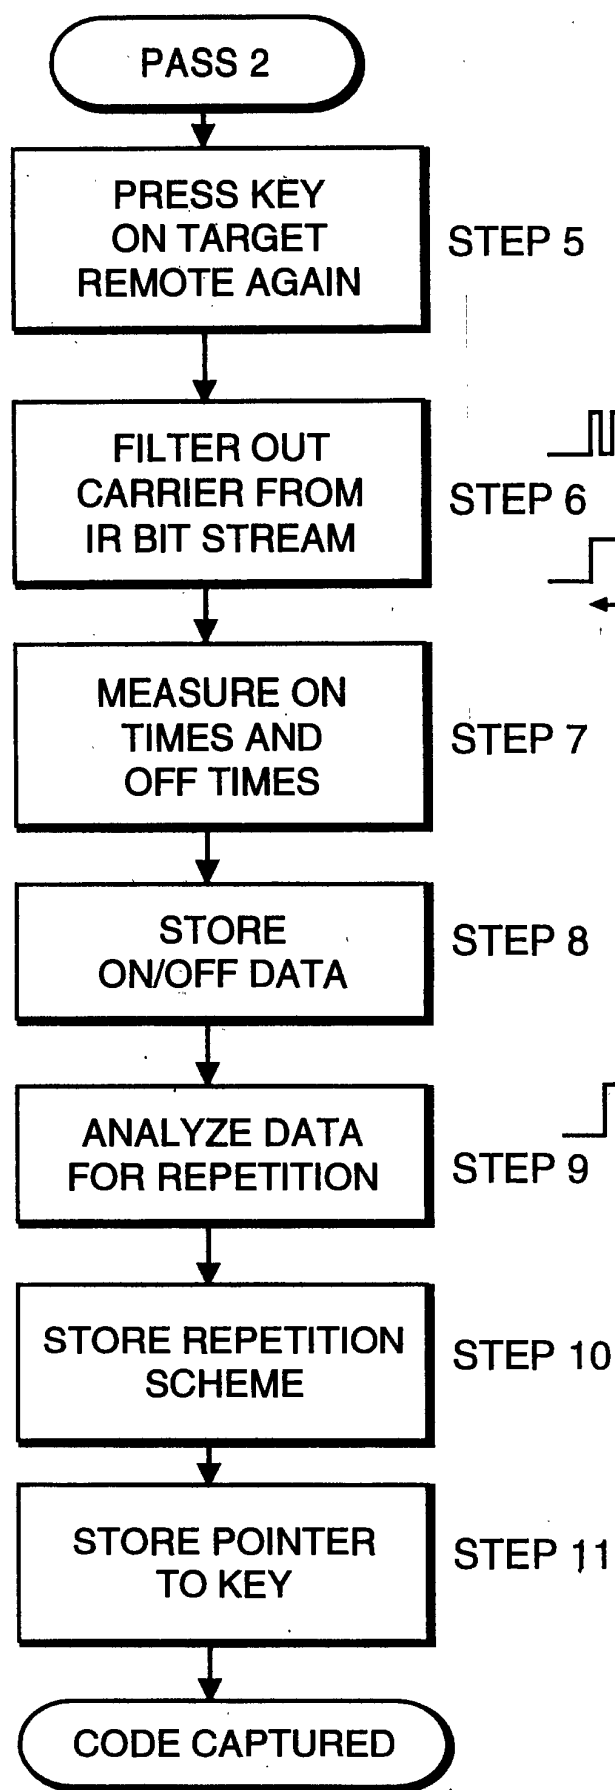 PASS 2
PRESS KEY
ON TARGET
REMOTE AGAIN
STEP 5
FILTER OUT
CARRIER FROM
IR BIT STREAM
STEP 6
MEASURE ON
TIMES AND
OFF TIMES
STEP 7
STORE
ON/OFF DATA
STEP 8
ANALYZE DATA
FOR REPETITION
STEP 9
STORE REPETITION
SCHEME
STEP 10
STORE POINTER
TO KEY
STEP 11
CODE CAPTURED